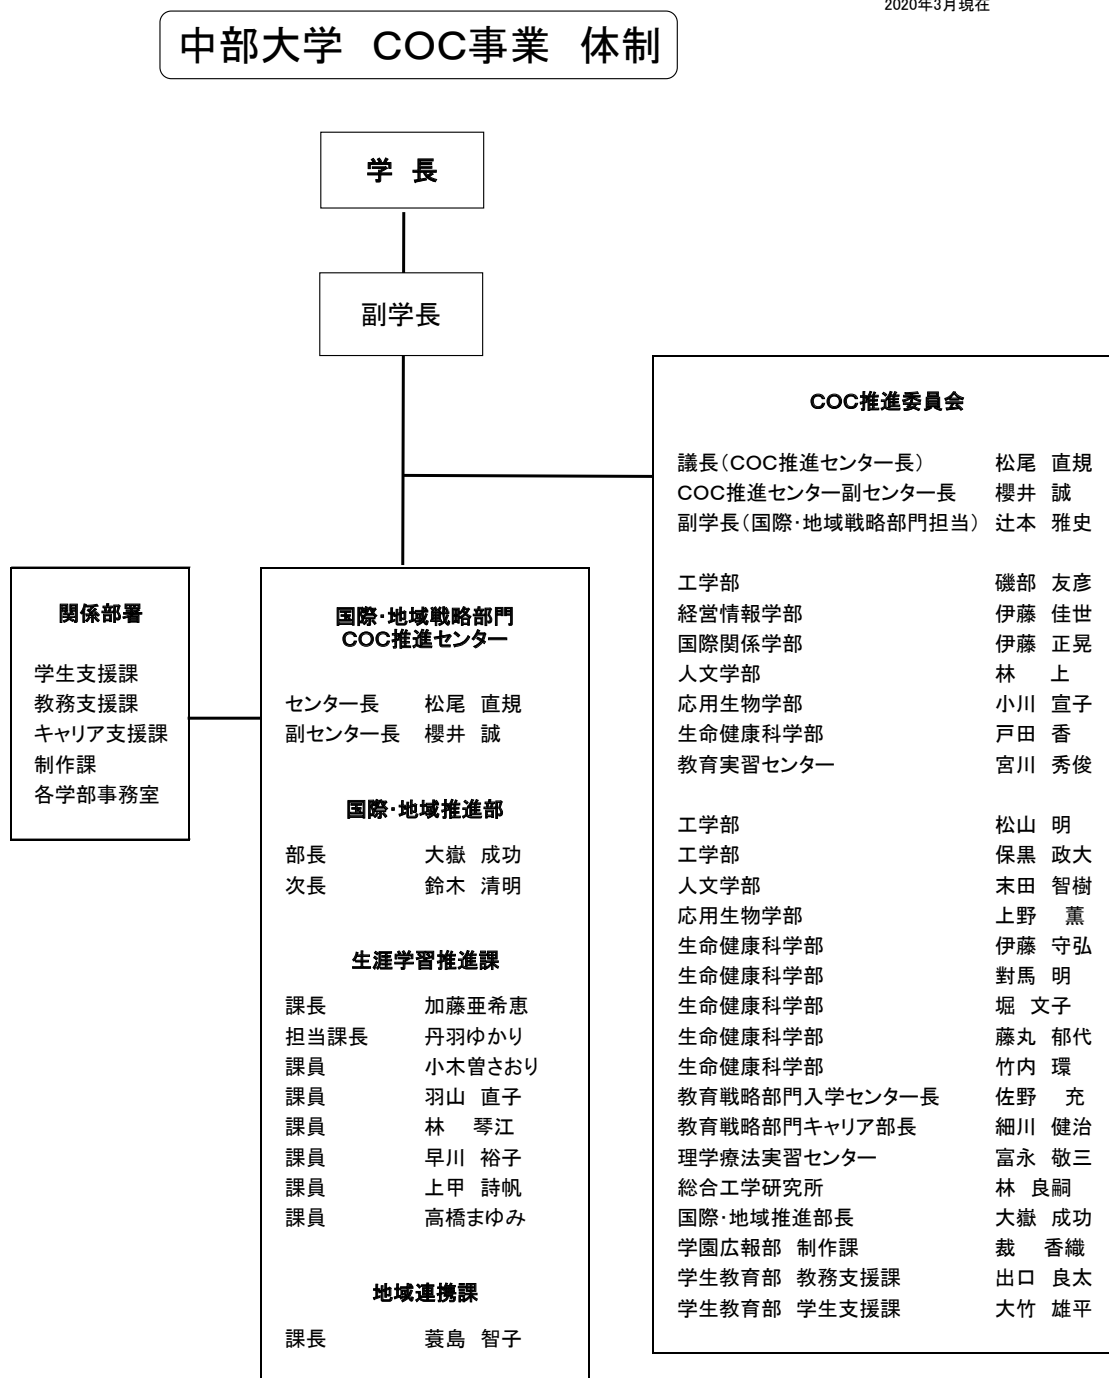 2020年3月現在
中部大学　COC事業　体制
学　長
副学長
COC推進委員会
議長(COC推進センター長)　松尾　直規
COC推進センター副センター長　櫻井　誠
副学長(国際・地域戦略部門担当)　辻本　雅史
工学部　磯部　友彦
経営情報学部　伊藤　佳世
国際関係学部　伊藤　正晃
人文学部　林　上
応用生物学部　小川　宣子
生命健康科学部　戸田　香
教育実習センター　宮川　秀俊
工学部　松山　明
工学部　保黒　政大
人文学部　末田　智樹
応用生物学部　上野　薫
生命健康科学部　伊藤　守弘
生命健康科学部　對馬　明
生命健康科学部　堀　文子
生命健康科学部　藤丸　郁代
生命健康科学部　竹内　環
教育戦略部門入学センター長　佐野　充
教育戦略部門キャリア部長　細川　健治
理学療法実習センター　富永　敬三
総合工学研究所　林　良嗣
国際・地域推進部長　大嶽　成功
学園広報部　制作課　裁　香織
学生教育部　教務支援課　出口　良太
学生教育部　学生支援課　大竹　雄平
関係部署
学生支援課
教務支援課
キャリア支援課
制作課
各学部事務室
国際・地域戦略部門
COC推進センター
センター長　松尾　直規
副センター長　櫻井　誠
国際・地域推進部
部長　大嶽　成功
次長　鈴木　清明
生涯学習推進課
課長　加藤亜希恵
担当課長　丹羽ゆかり
課員　小木曽さおり
課員　羽山　直子
課員　林　琴江
課員　早川　裕子
課員　上甲　詩帆
課員　高橋まゆみ
地域連携課
課長　蓑島　智子